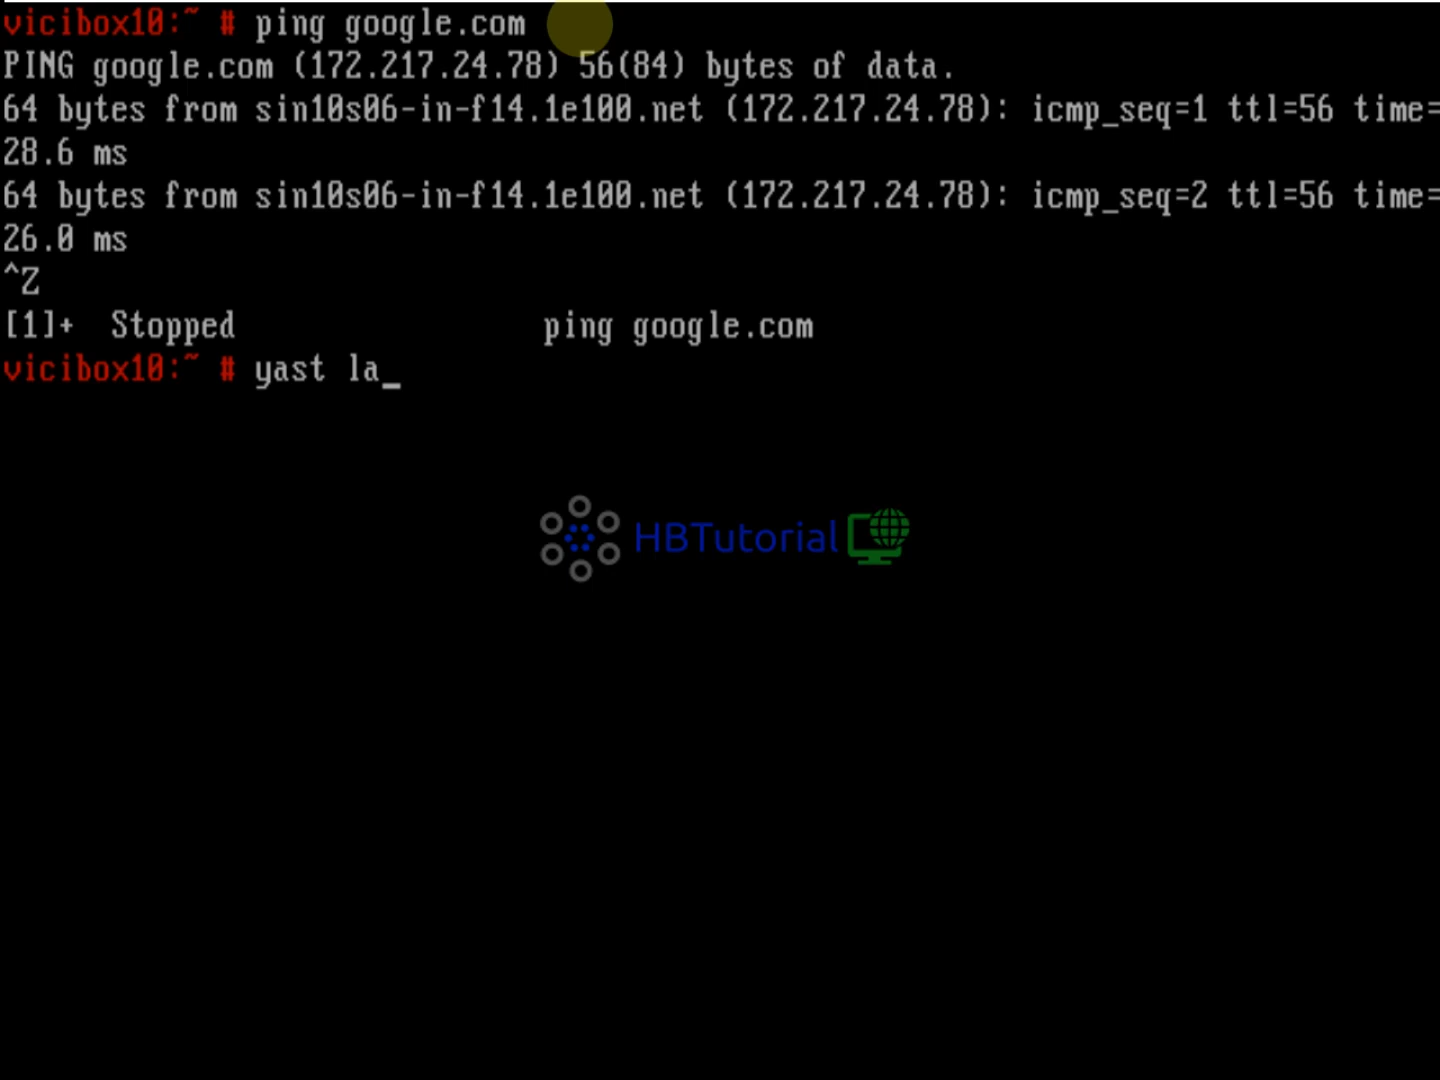 vicibox10:~ # ping google.com
PING google.com (172.217.24.78) 56(84) bytes of data.
64 bytes from sin10s06-in-f14.1e100.net (172.217.24.78): icmp_seq=1 ttl=56 time=
28.6 ms
64 bytes from sin10s06-in-f14.1e100.net (172.217.24.78): icmp_seq=2 ttl=56 time=
26.0 ms
^Z
[1]+  Stopped                 ping google.com
vicibox10:~ # yast la_
HBTutorial